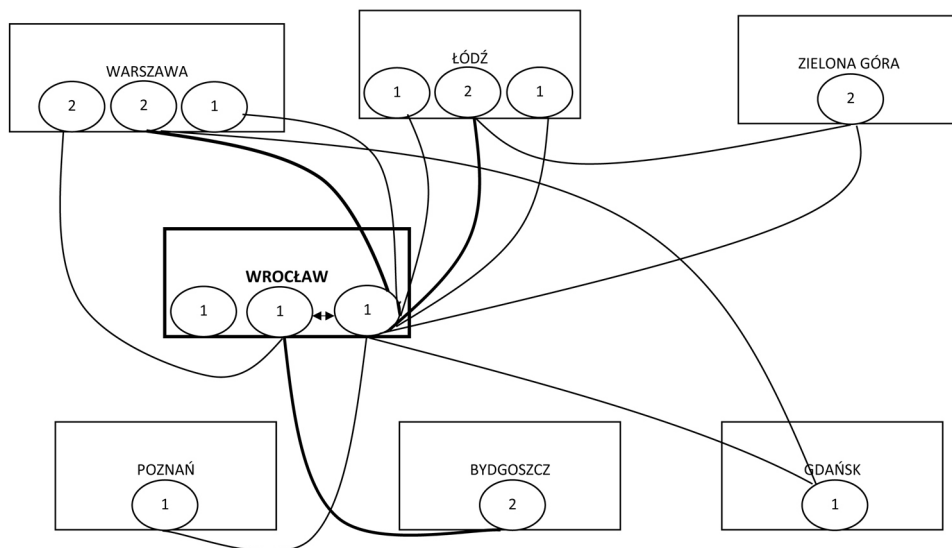 WARSZAWA
2 2 1
ŁÓDŹ
1 2 1
ZIELONA GÓRA
2
WROCŁAW
1 1 1
POZNAŃ
1
BYDGOSZCZ
2
GDAŃSK
1